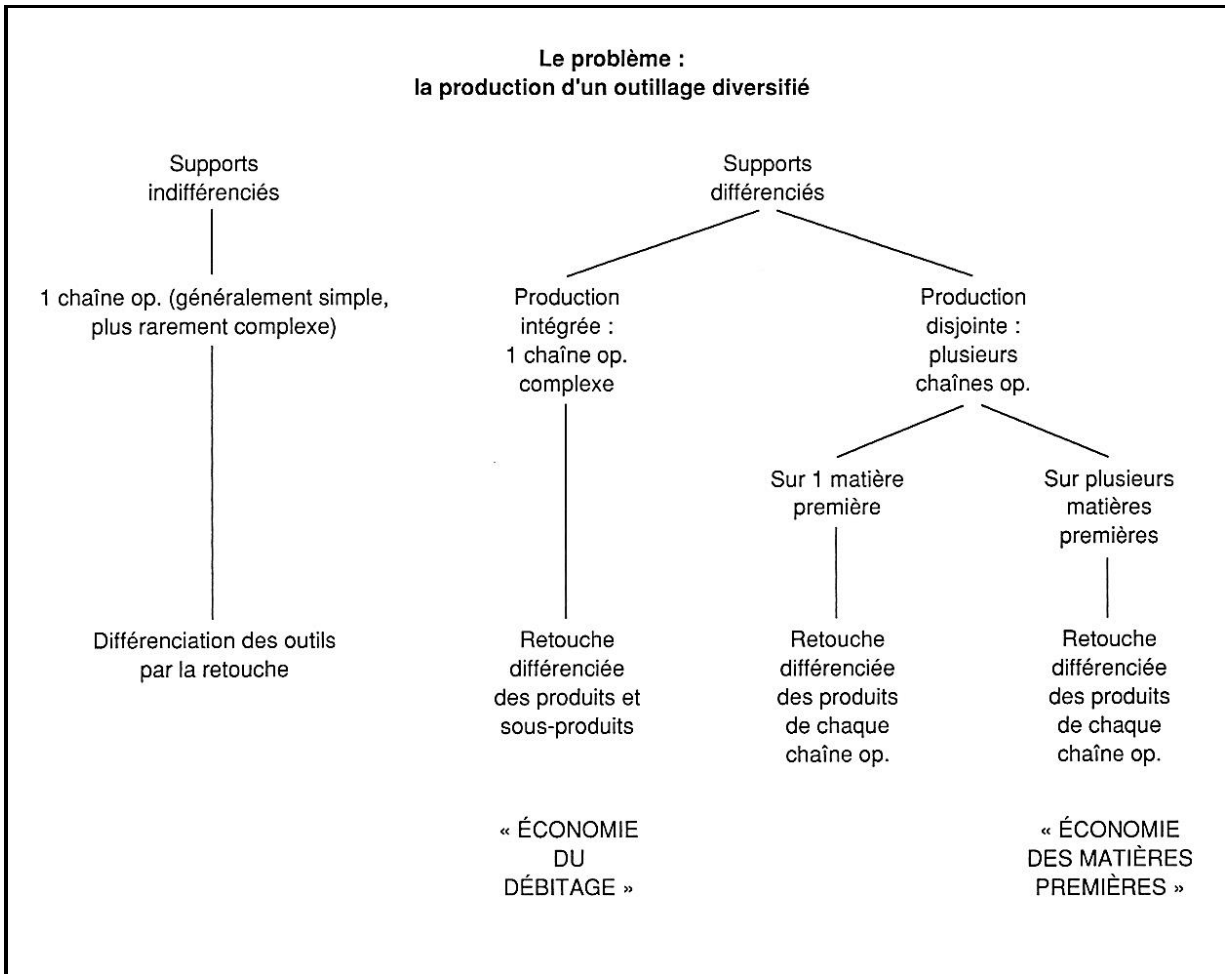 Le problème :
la production d'un outillage diversifié
Supports
indifférenciés
Supports
différenciés
1 chaîne op. (généralement simple,
plus rarement complexe)
Production
intégrée :
1 chaîne op.
complexe
Production
disjointe :
plusieurs
chaînes op.
Sur 1 matière
première
Sur plusieurs
matières
premières
Différenciation des outils
par la retouche
Retouche
différenciée
des produits et
sous-produits
Retouche
différenciée
des produits
de chaque
chaîne op.
Retouche
différenciée
des produits
de chaque
chaîne op.
« ÉCONOMIE
DU
DÉBITAGE »
« ÉCONOMIE
DES MATIÈRES
PREMIÈRES »